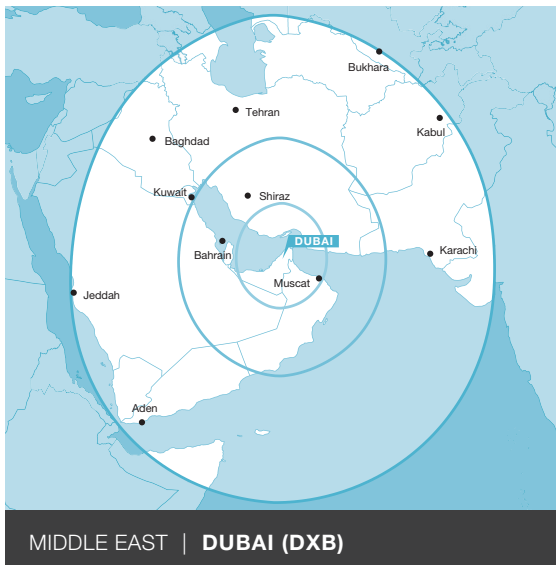 Bukhara
Tehran
Kabul
Baghdad
Kuwait
Shiraz
DUBAI
Bahrain
Karachi
Muscat
Jeddah
Aden
MIDDLE EAST | DUBAI (DXB)